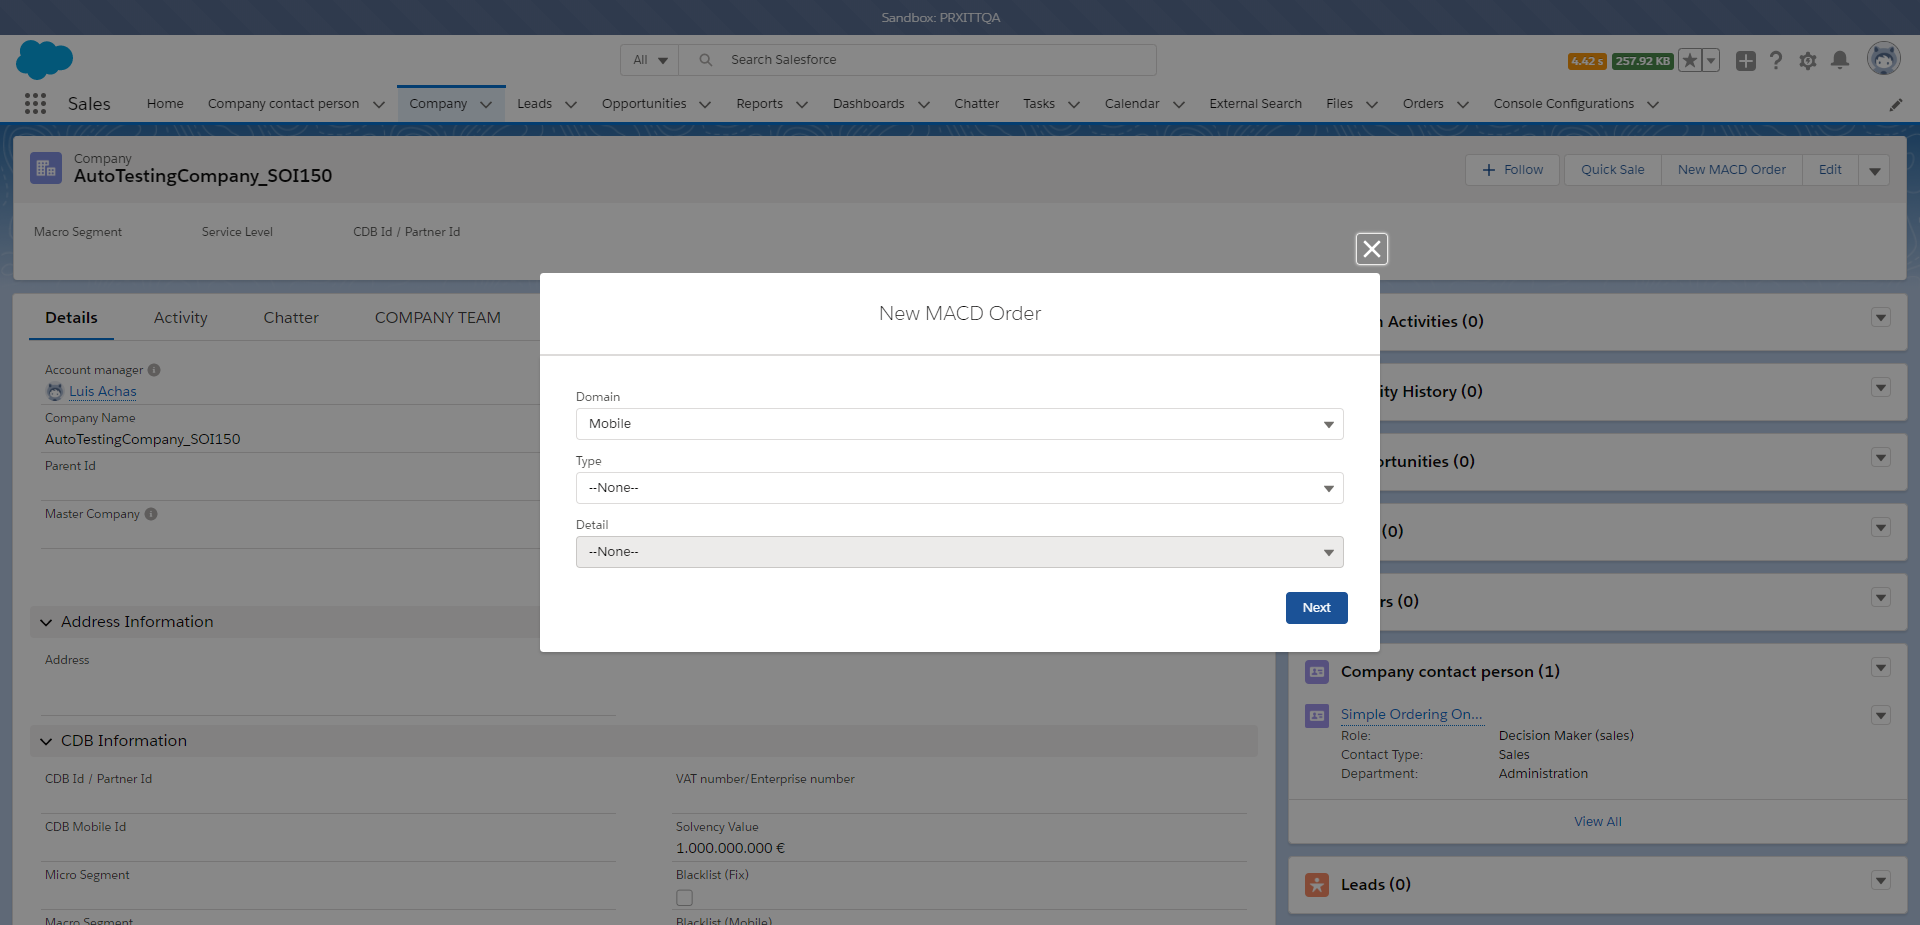 Sandbox: PRXITTQA
All
Search Salesforce
4.42 s
257.92 KB
Sales
Home
Company contact person
Company
Leads
Opportunities
Reports
Dashboards
Chatter
Tasks
Calendar
External Search
Files
Orders
Console Configurations
Company
AutoTestingCompany_SOI150
Follow
Quick Sale
New MACD Order
Edit
Macro Segment
Service Level
CDB Id / Partner Id
Details
Activity
Chatter
COMPANY TEAM
Account manager
Luis Achas
Company Name
AutoTestingCompany_SOI150
Parent Id
Master Company
Address Information
Address
CDB Information
CDB Id / Partner Id
VAT number/Enterprise number
CDB Mobile Id
Solvency Value
1.000.000.000 €
Micro Segment
Blacklist (Fix)
Macro Segment
Blacklist (Mobile)
New MACD Order
Domain
Mobile
Type
--None--
Detail
--None--
Next
Activities (0)
ity History (0)
ortunities (0)
(0)
rs (0)
Company contact person (1)
Simple Ordering On...
Role:
Decision Maker (sales)
Contact Type:
Sales
Department:
Administration
View All
Leads (0)